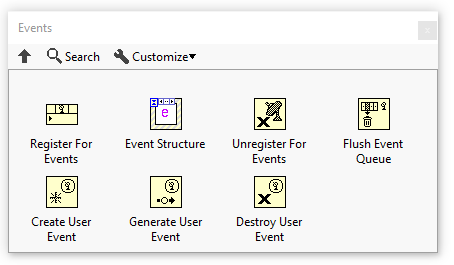 Events
Search Customize
Register For Events
Event Structure
Unregister For Events
Flush Event Queue
Create User Event
Generate User Event
Destroy User Event